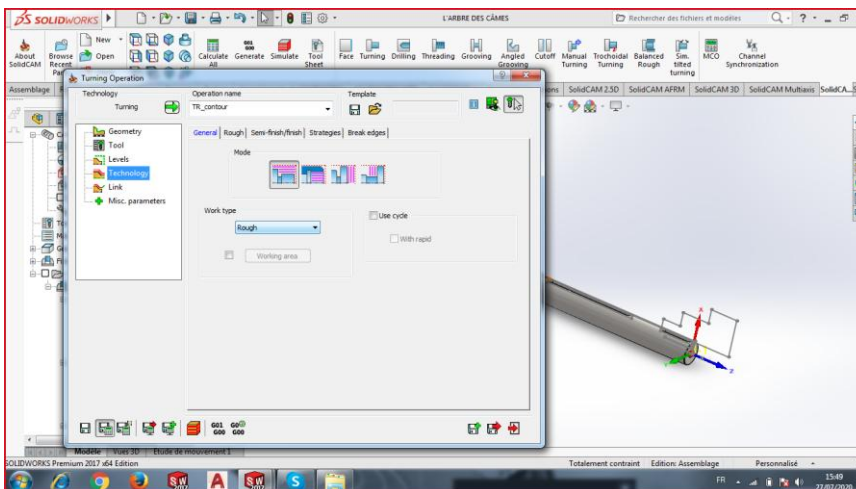 SOLIDWORKS
L'ARBRE DES CÂMES
Rechercher des fichiers et modèles
About SolidCAM
Browse Recent
New
Open
Calculate All
Generate
Simulate
Tool Sheet
Face
Turning
Drilling
Threading
Grooving
Angled Grooving
Cutoff
Manual Turning
Trochoidal Turning
Balanced Rough
Sim. tilted turning
MCO
Channel Synchronization
Assemblage
SolidCAM 2.5D
SolidCAM AFRM
SolidCAM 3D
SolidCAM Multiaxis
SolidCA...
Turning Operation
Technology
Turning
Operation name
TR_contour
Template
Geometry
Tool
Levels
Technology
Link
Misc. parameters
General
Rough
Semi-finish/finish
Strategies
Break edges
Mode
Work type
Rough
Working area
Use cycle
With rapid
G01 G00
G00
X
Z
Modèle
Vues 3D
Etude de mouvement 1
SOLIDWORKS Premium 2017 x64 Edition
Totalement contraint
Edition: Assemblage
Personnalisé
FR
15:49
27/07/2020